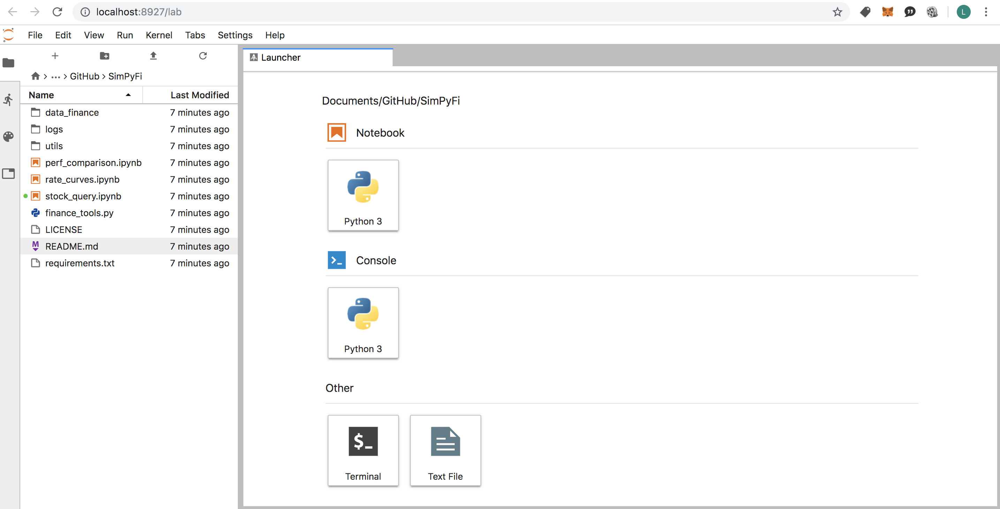 localhost:8927/lab
L
File Edit View Run Kernel Tabs Settings Help
Launcher
... > GitHub > SimPyFi
Name Last Modified
data_finance 7 minutes ago
logs 7 minutes ago
utils 7 minutes ago
perf_comparison.ipynb 7 minutes ago
rate_curves.ipynb 7 minutes ago
stock_query.ipynb 7 minutes ago
finance_tools.py 7 minutes ago
LICENSE 7 minutes ago
M README.md 7 minutes ago
requirements.txt 7 minutes ago
Documents/GitHub/SimPyFi
Notebook
Python 3
>_ Console
Python 3
Other
$_
Terminal
Text File